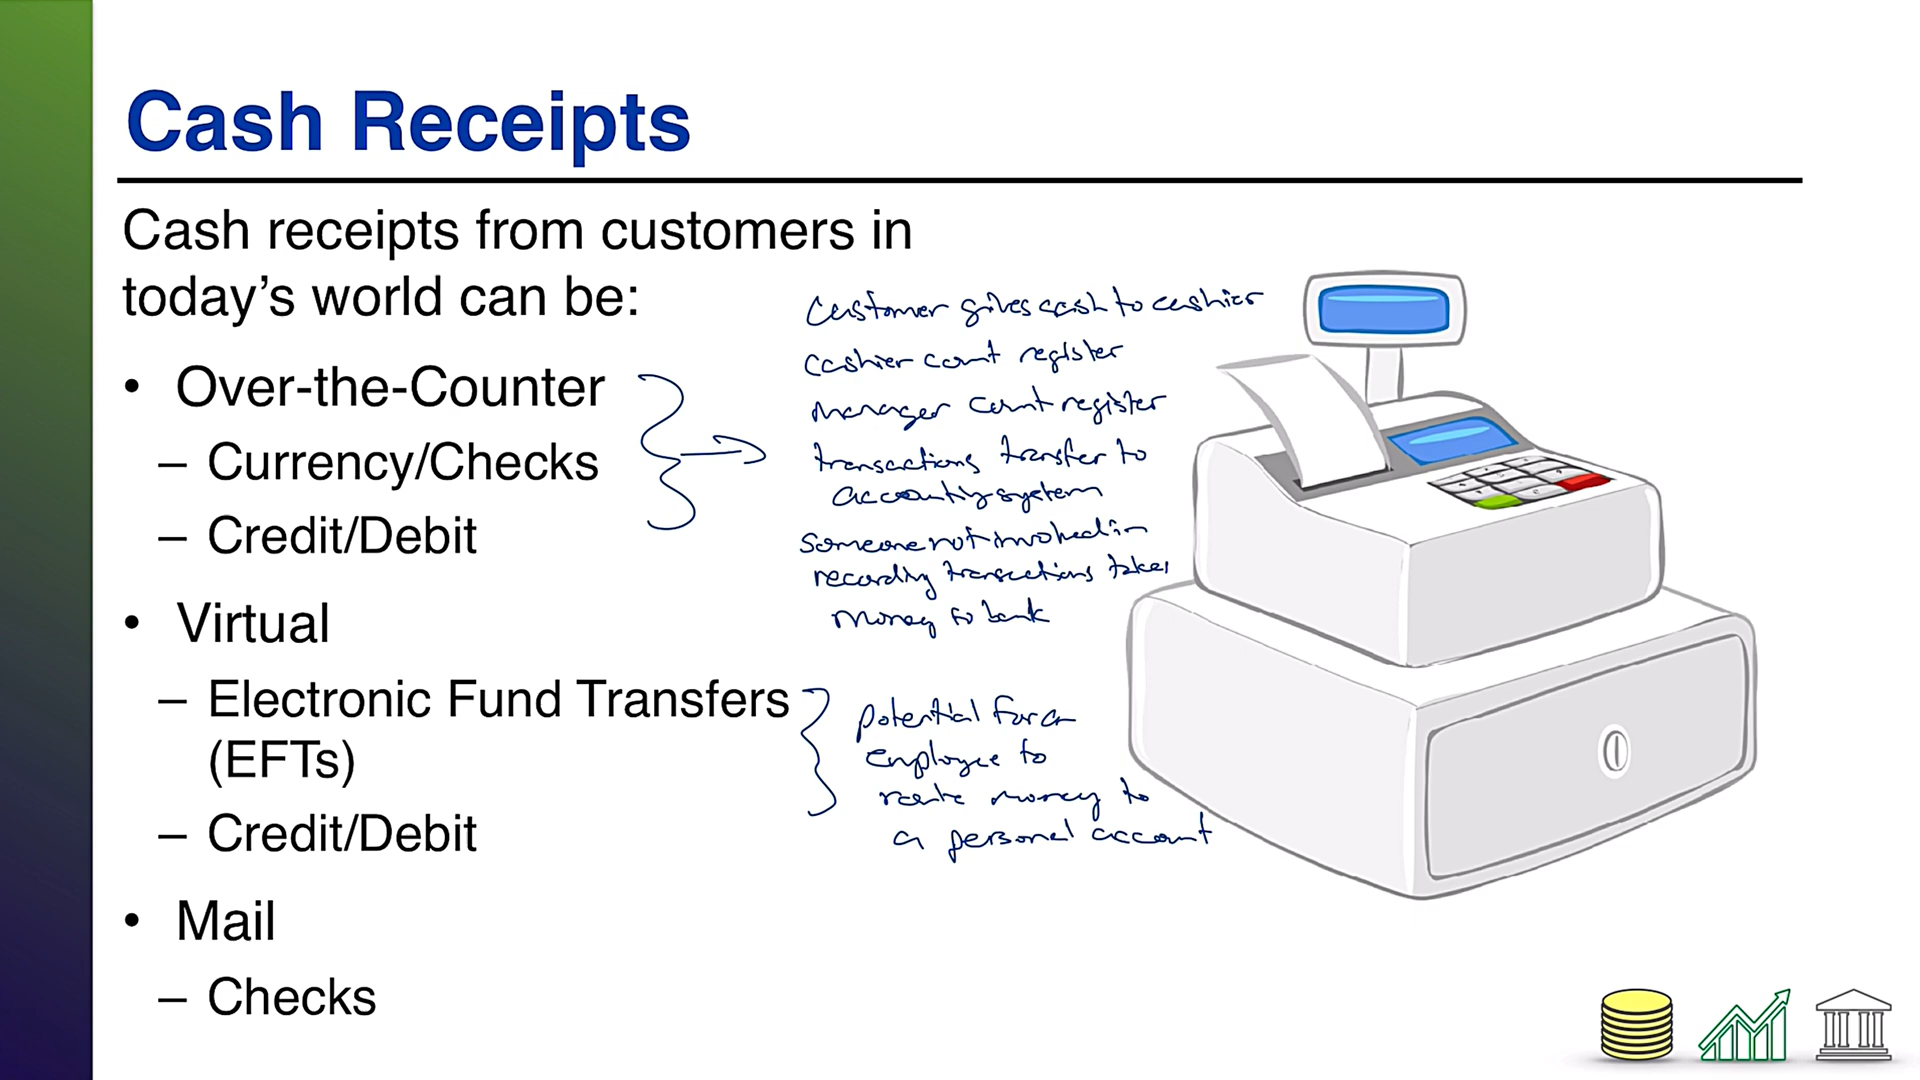 Cash Receipts
Cash receipts from customers in
today's world can be:
• Over-the-Counter
– Currency/Checks
– Credit/Debit
• Virtual
– Electronic Fund Transfers
(EFTs)
– Credit/Debit
• Mail
– Checks
Customer gives cash to cashier
Cashier count register
Manager count register
transactions transfer to
accounting system
Someone not involved in
recording transactions takes
money to bank
potential for an
employee to
route money to
a personal account